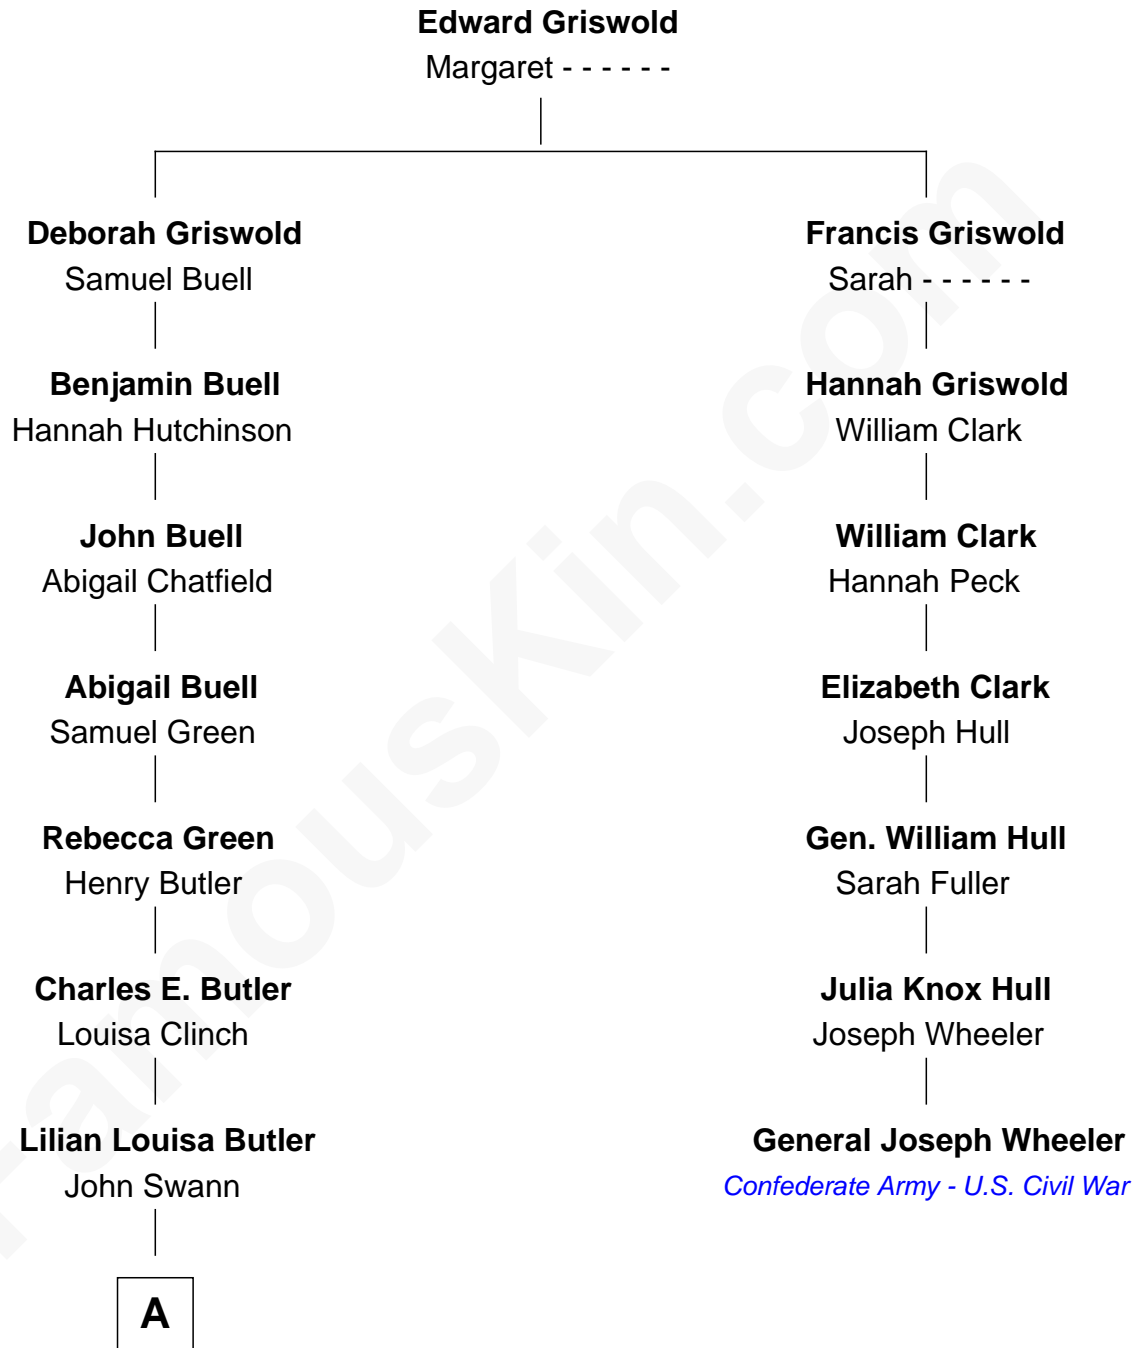 Edward Griswold
Margaret - - - - - -
Deborah Griswold
Samuel Buell
Francis Griswold
Sarah - - - - - -
Benjamin Buell
Hannah Hutchinson
Hannah Griswold
William Clark
John Buell
Abigail Chatfield
William Clark
Hannah Peck
Abigail Buell
Samuel Green
Elizabeth Clark
Joseph Hull
Rebecca Green
Henry Butler
Gen. William Hull
Sarah Fuller
Charles E. Butler
Louisa Clinch
Julia Knox Hull
Joseph Wheeler
Lilian Louisa Butler
John Swann
General Joseph Wheeler
Confederate Army - U.S. Civil War
A
FamousKin.com